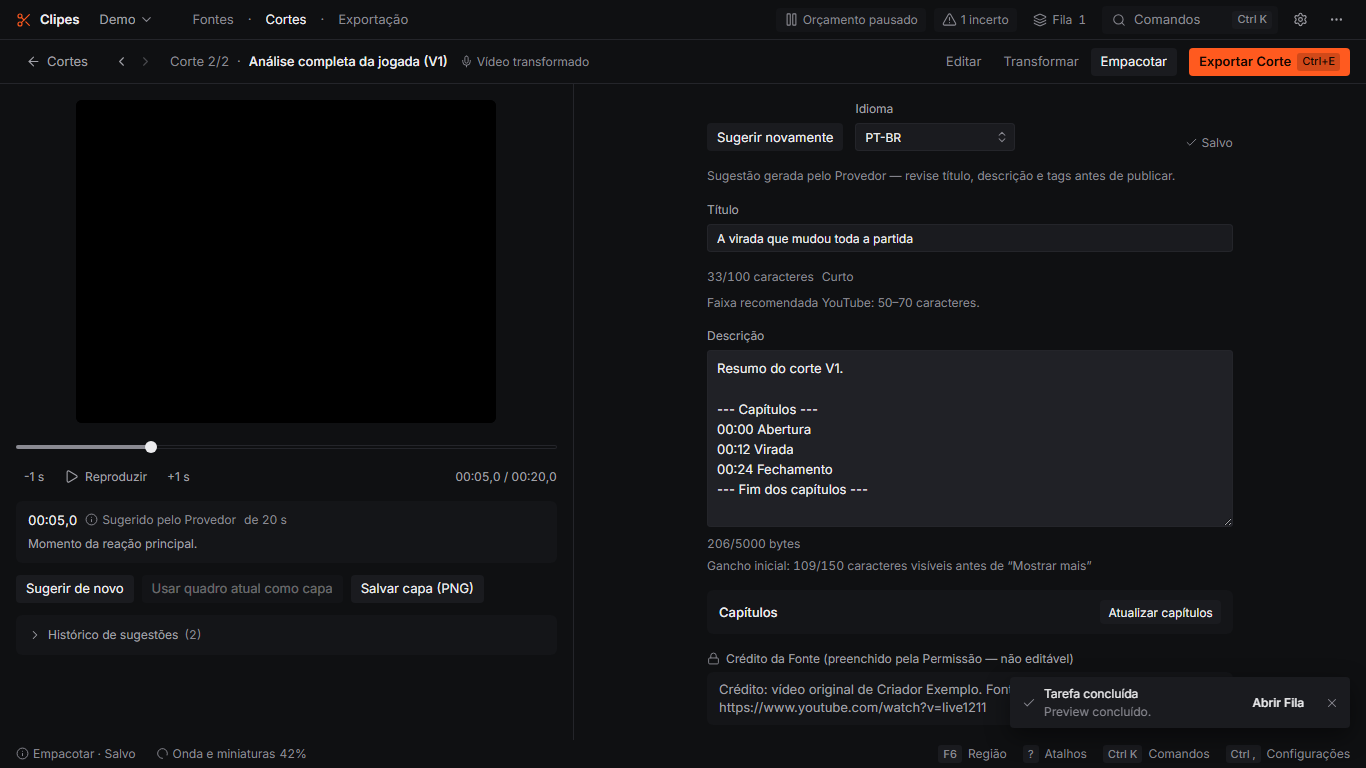 Clipes Demo Fontes · Cortes · Exportação Orçamento pausado 1 incerto Fila 1 Comandos Ctrl K
Cortes Corte 2/2 · Análise completa da jogada (V1) Vídeo transformado Editar Transformar Empacotar Exportar Corte Ctrl+E
Idioma
Sugerir novamente PT-BR Salvo
Sugestão gerada pelo Provedor — revise título, descrição e tags antes de publicar.
Título
A virada que mudou toda a partida
33/100 caracteres Curto
Faixa recomendada YouTube: 50–70 caracteres.
Descrição
Resumo do corte V1.
--- Capítulos ---
00:00 Abertura
00:12 Virada
00:24 Fechamento
--- Fim dos capítulos ---
206/5000 bytes
Gancho inicial: 109/150 caracteres visíveis antes de “Mostrar mais”
Capítulos Atualizar capítulos
Crédito da Fonte (preenchido pela Permissão — não editável)
Crédito: vídeo original de Criador Exemplo.
https://www.youtube.com/watch?v=live1211
-1 s Reproduzir +1 s 00:05,0 / 00:20,0
00:05,0 Sugerido pelo Provedor de 20 s
Momento da reação principal.
Sugerir de novo Usar quadro atual como capa Salvar capa (PNG)
Histórico de sugestões (2)
Tarefa concluída
Preview concluído.
Abrir Fila
Empacotar · Salvo Onda e miniaturas 42% F6 Região ? Atalhos Ctrl K Comandos Ctrl , Configurações